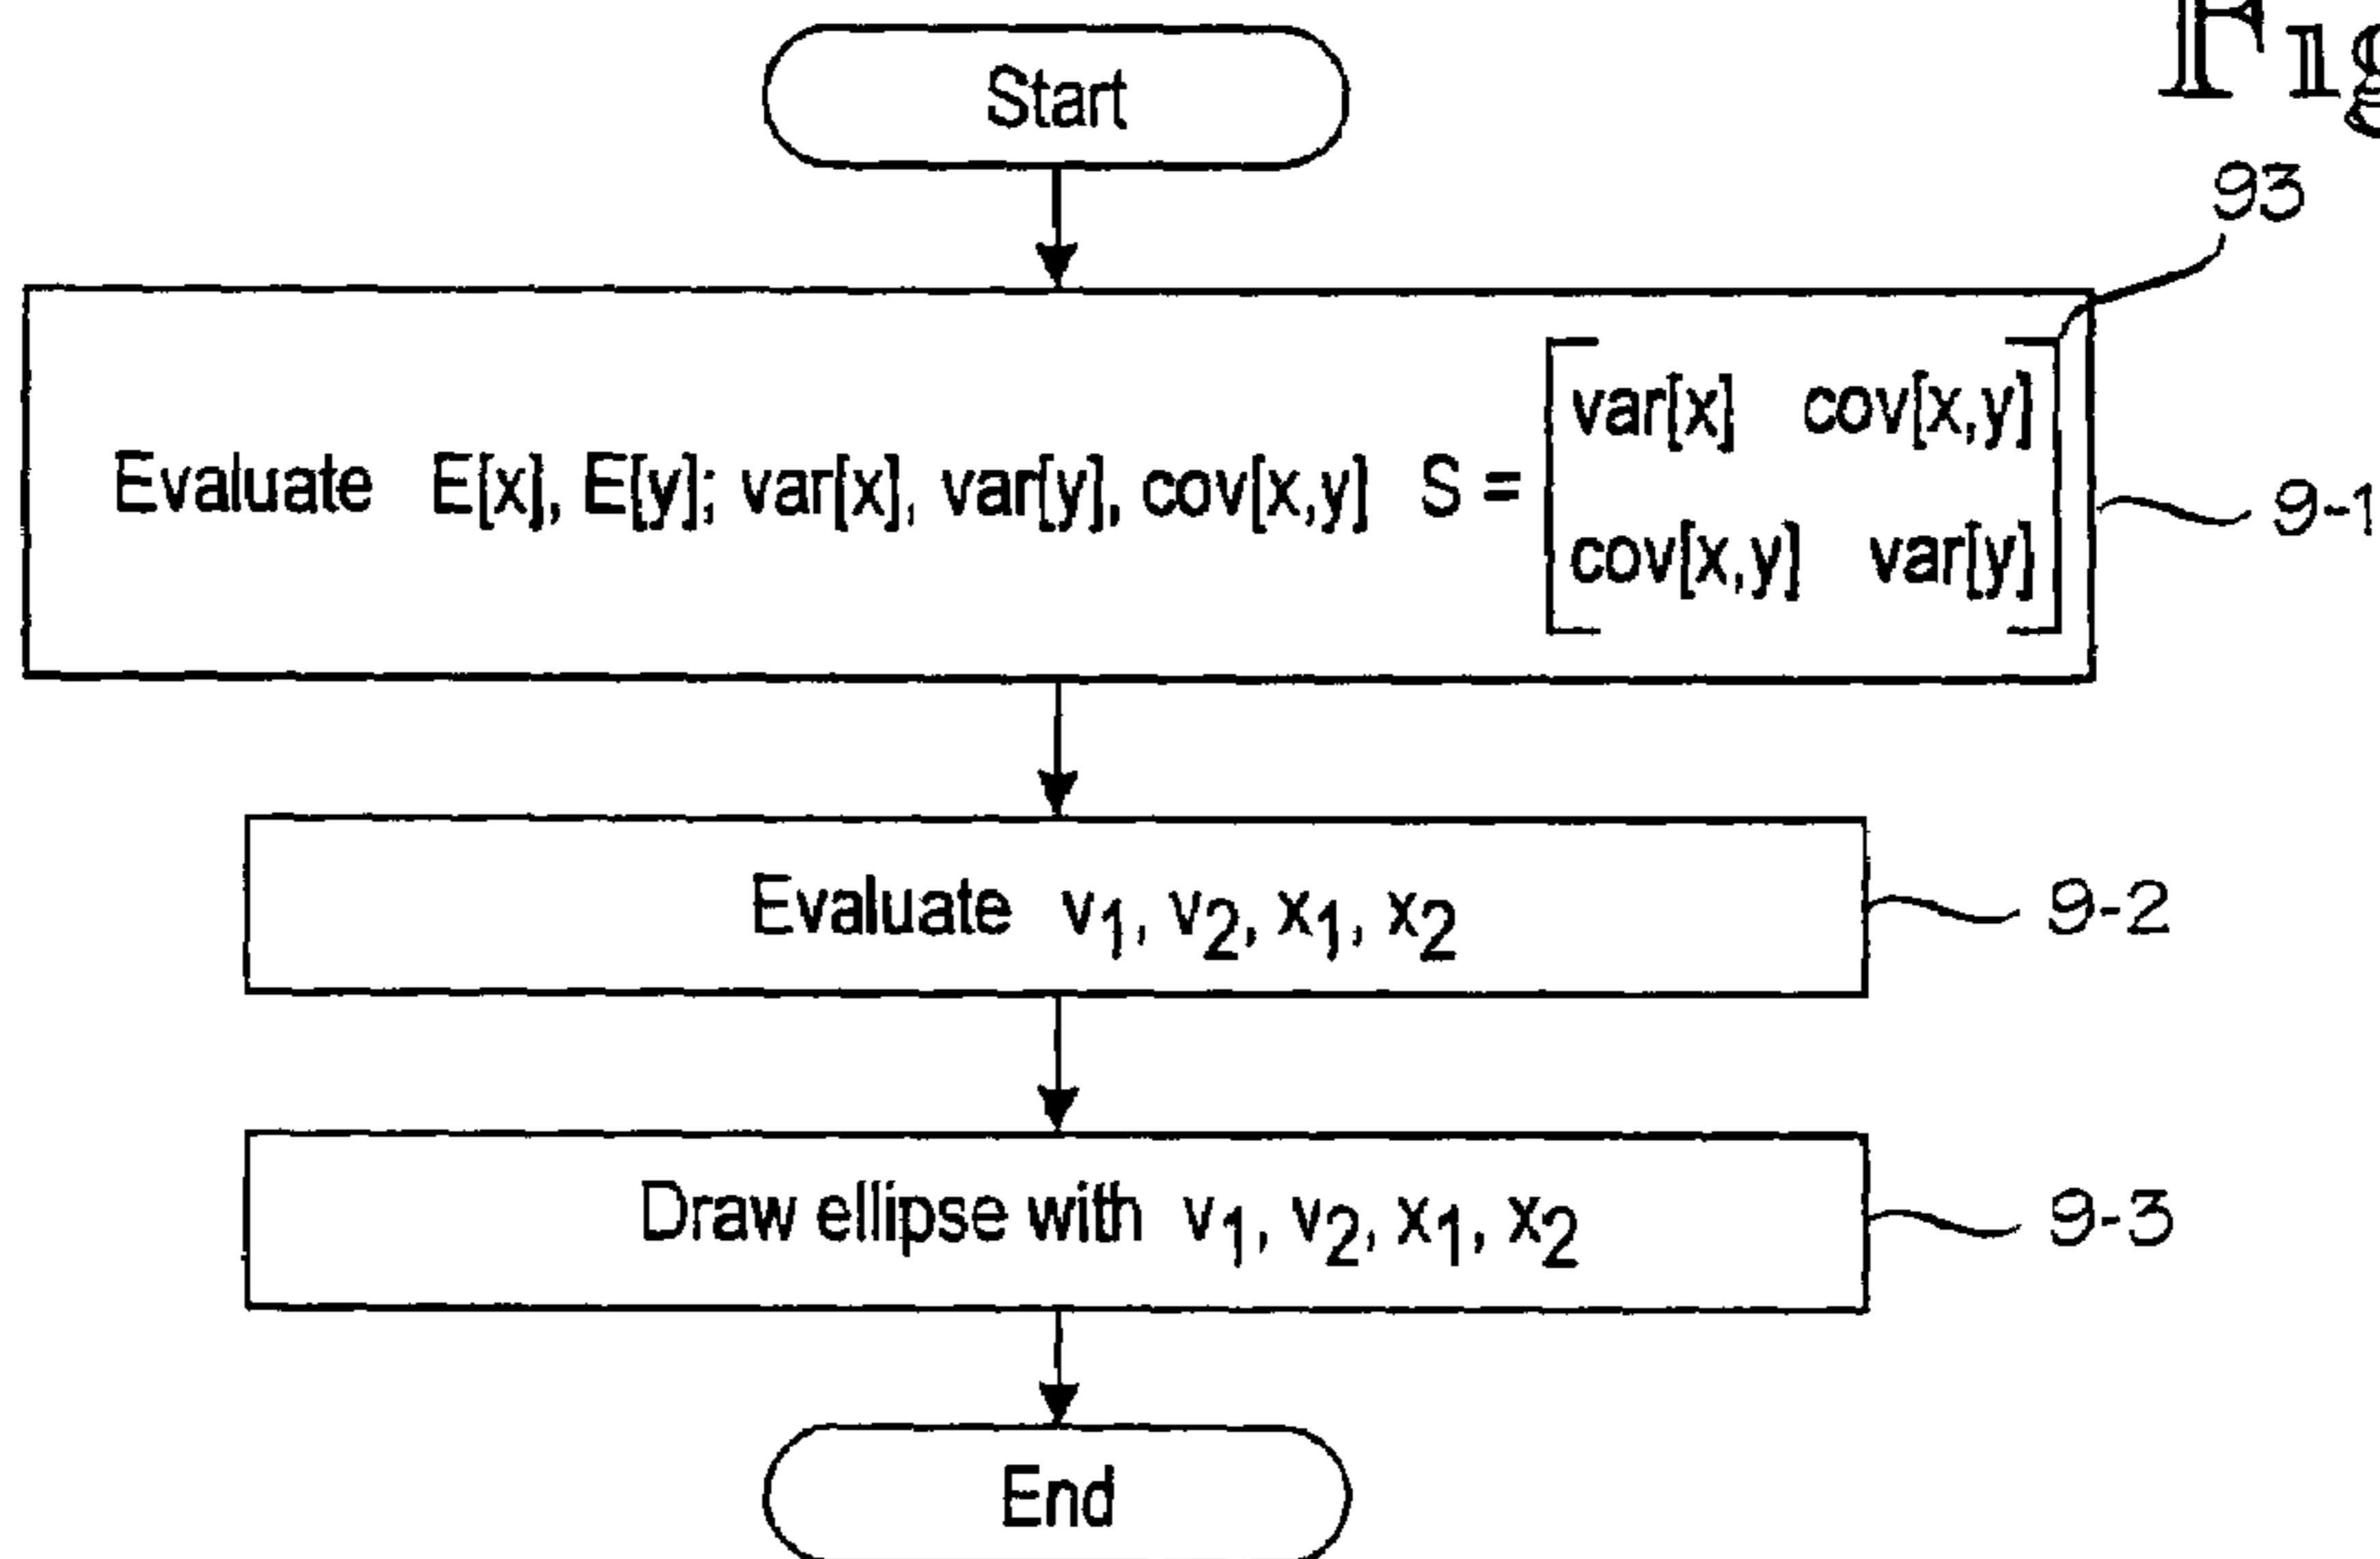 Fig
Start
93
Evaluate E[x], E[y]; var[x], var[y], cov[x,y] S = [var[x] cov[x,y]
cov[x,y] var[y]]
9-1
Evaluate v₁, v₂, x₁, x₂
9-2
Draw ellipse with v₁, v₂, x₁, x₂
9-3
End